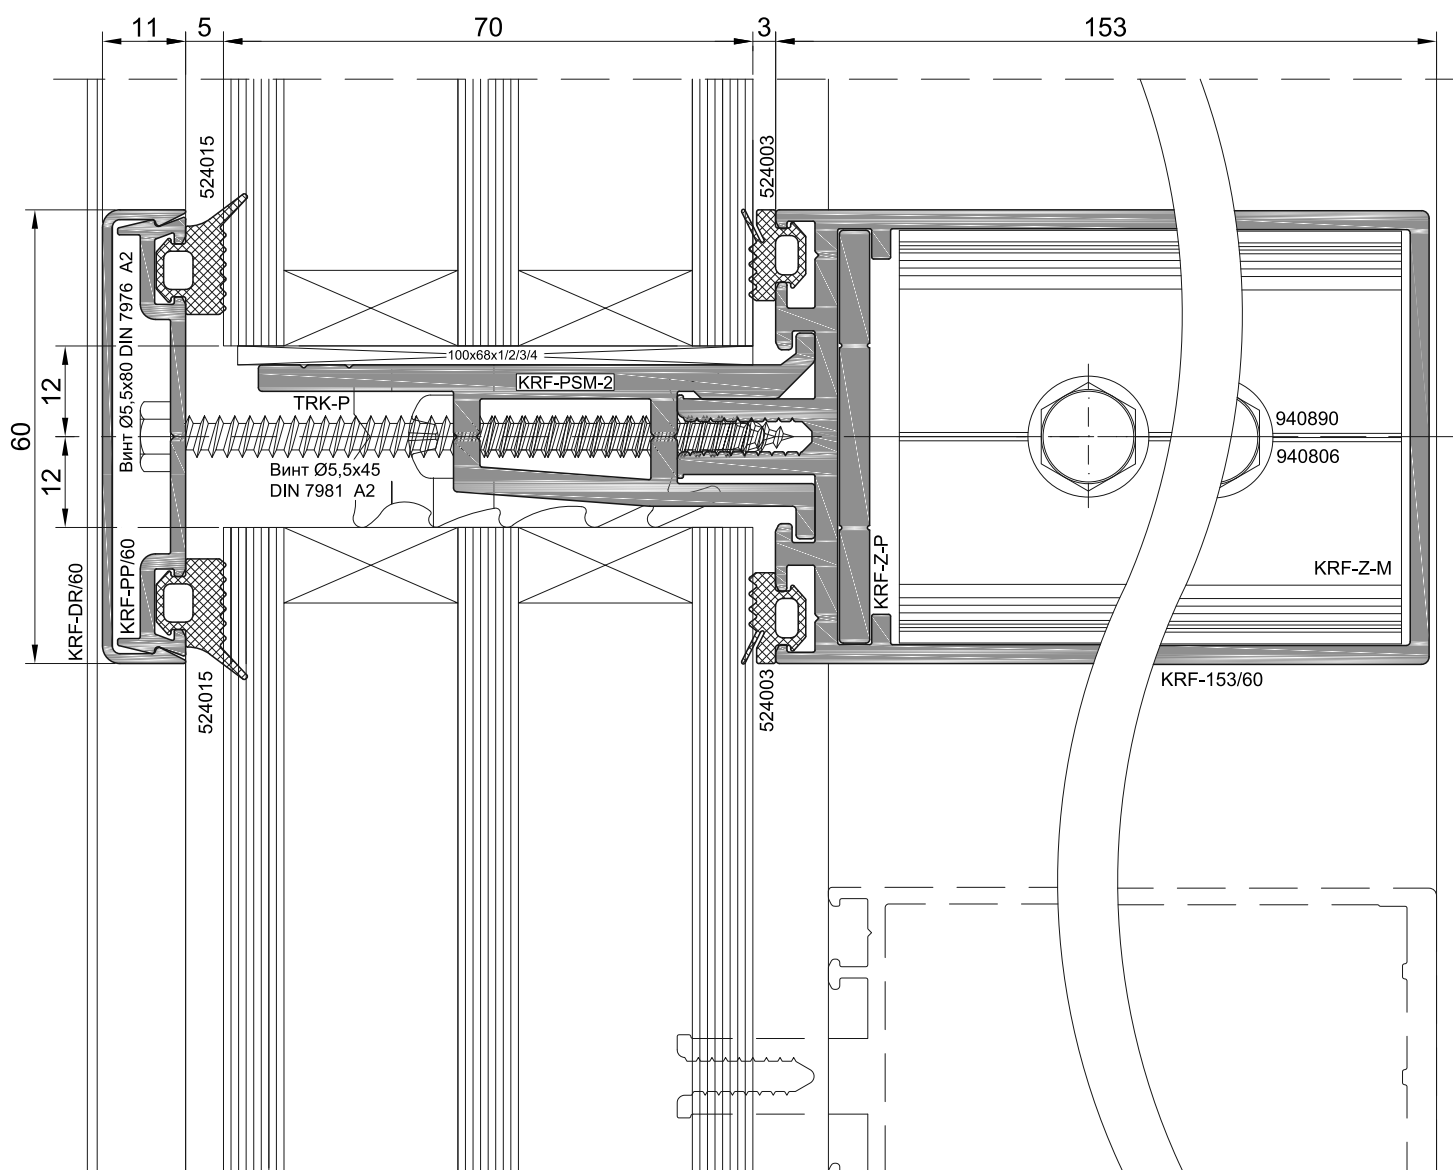 11
5
70
3
153
524015
524003
Винт Ø5,5x80 DIN 7976 A2
100x68x1/2/3/4
KRF-PSM-2
TRK-P
12
60
12
Винт Ø5,5x45
DIN 7981 A2
940890
940806
KRF-DR/60
KRF-PP/60
KRF-Z-P
KRF-Z-M
524015
524003
KRF-153/60